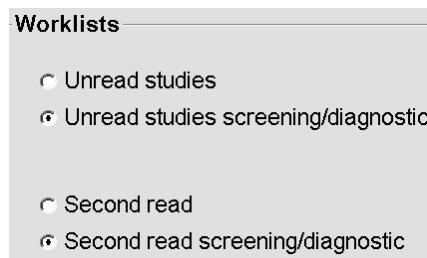 Worklists
Unread studies
Unread studies screening/diagnostic
Second read
Second read screening/diagnostic